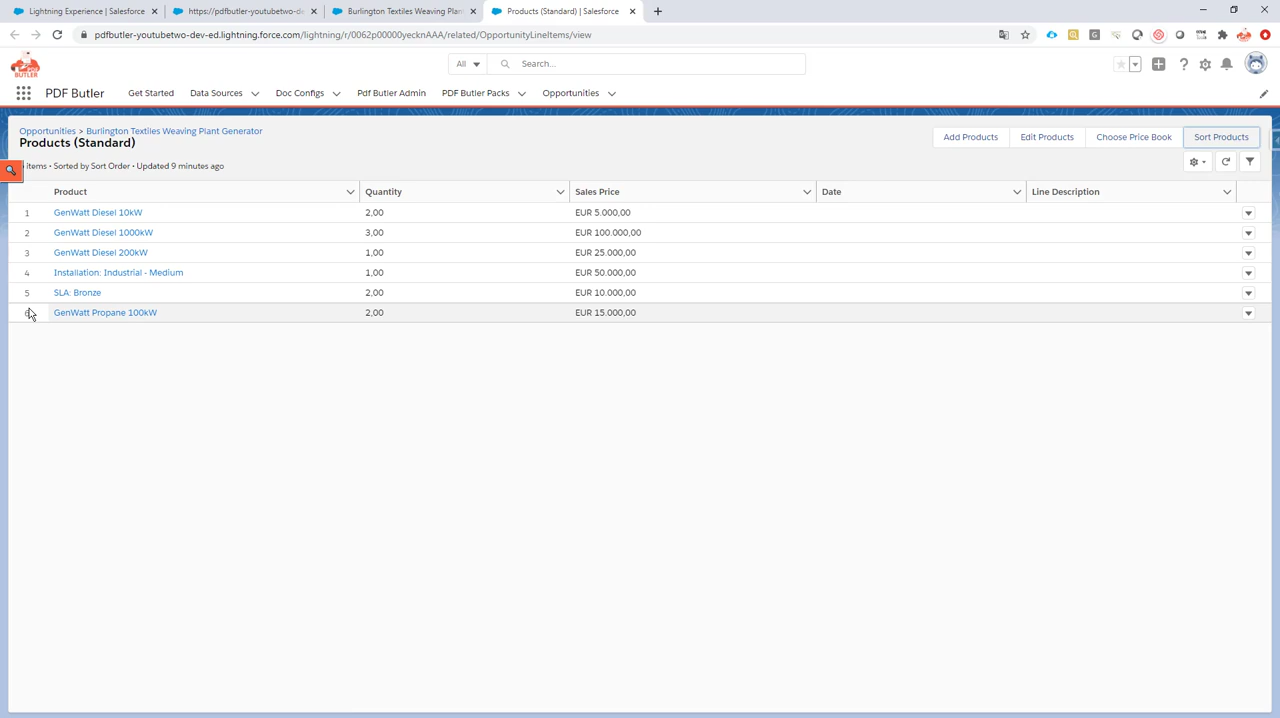 Lightning Experience | Salesforce
https://pdfbutler-youtubetwo-dev-ed
Burlington Textiles Weaving Plant
Products (Standard) | Salesforce
pdfbutler-youtubetwo-dev-ed.lightning.force.com/lightning/r/0062p00000yecknAAA/related/OpportunityLineItems/view
PDF BUTLER
All
Search...
PDF Butler
Get Started
Data Sources
Doc Configs
Pdf Butler Admin
PDF Butler Packs
Opportunities
Opportunities > Burlington Textiles Weaving Plant Generator
Products (Standard)
Add Products
Edit Products
Choose Price Book
Sort Products
items • Sorted by Sort Order • Updated 9 minutes ago
Product Quantity Sales Price Date Line Description
1 GenWatt Diesel 10kW 2,00 EUR 5.000,00
2 GenWatt Diesel 1000kW 3,00 EUR 100.000,00
3 GenWatt Diesel 200kW 1,00 EUR 25.000,00
4 Installation: Industrial - Medium 1,00 EUR 50.000,00
5 SLA: Bronze 2,00 EUR 10.000,00
6 GenWatt Propane 100kW 2,00 EUR 15.000,00